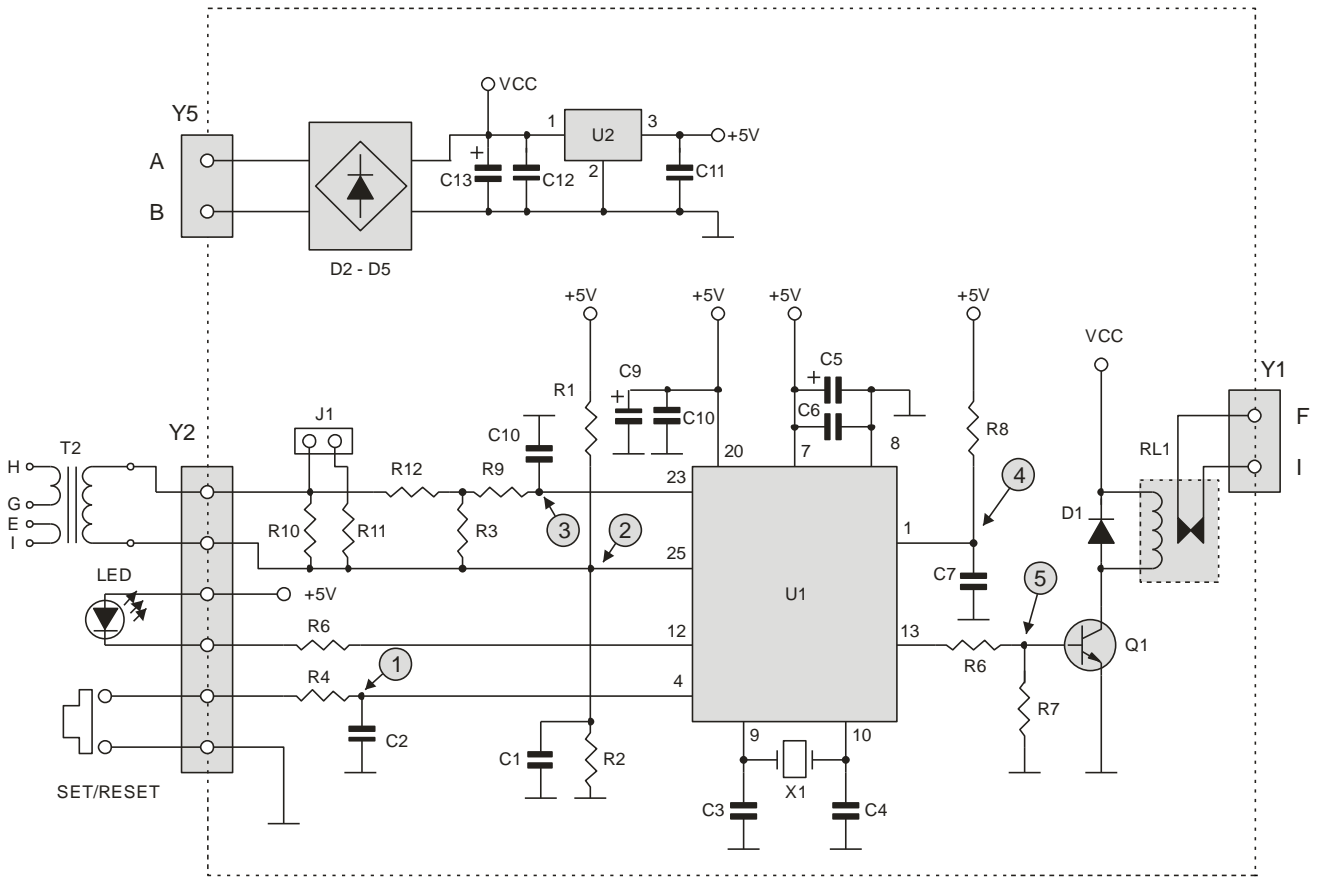 VCC
Y5
1
U2
3
+5V
A
2
C13
C12
C11
B
D2 - D5
+5V
+5V
+5V
+5V
VCC
C5
Y1
C9
R1
J1
C6
C10
C10
F
R8
Y2
T2
20
7
8
RL1
H
R12
R9
23
4
I
G
R10
R11
R3
3
2
1
D1
E
I
25
C7
LED
+5V
U1
5
R6
12
13
Q1
1
R6
R4
4
R7
C2
9
10
C1
R2
SET/RESET
X1
C3
C4